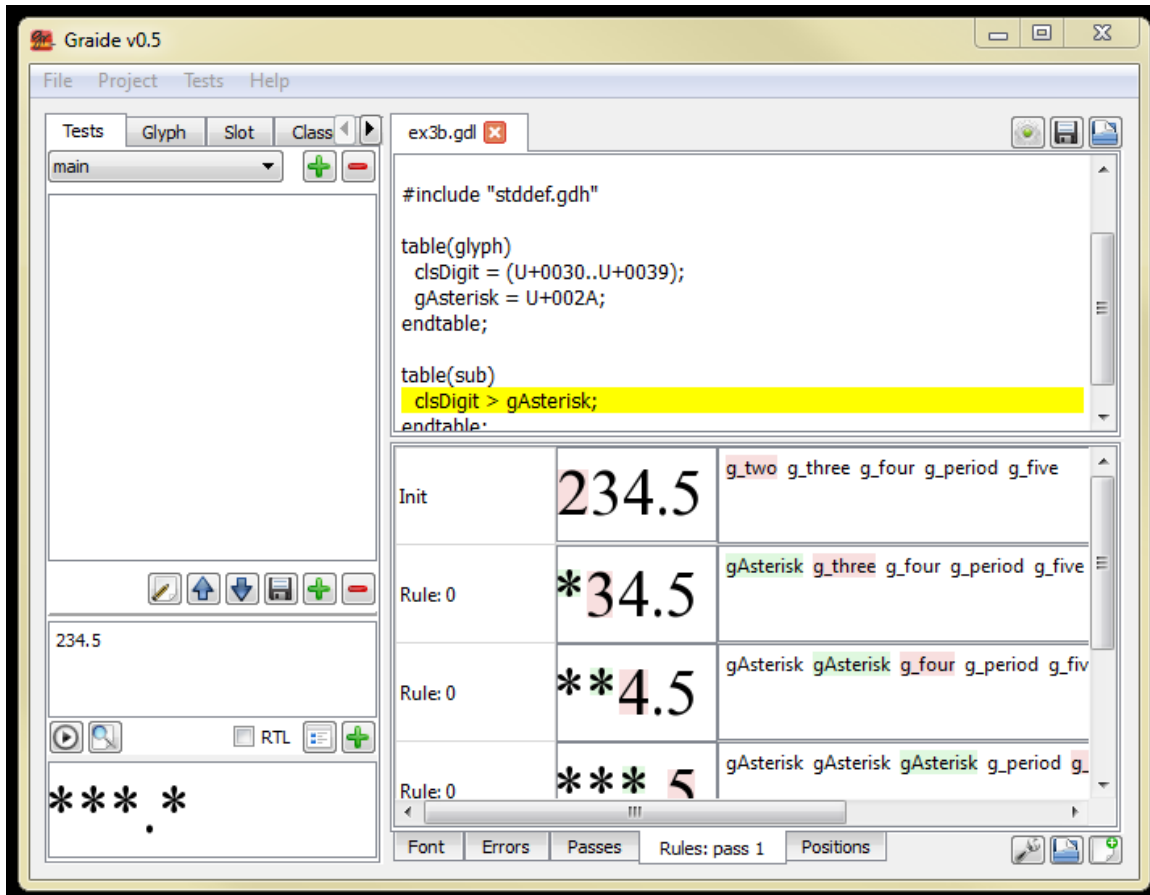 Graide v0.5
File Project Tests Help
Tests Glyph Slot Class
main
234.5
RTL
***.*
ex3b.gdl
#include "stddef.gdh"
table(glyph)
clsDigit = (U+0030..U+0039);
gAsterisk = U+002A;
endtable;
table(sub)
clsDigit > gAsterisk;
endtable;
Init 234.5 g_two g_three g_four g_period g_five
Rule: 0 *34.5 gAsterisk g_three g_four g_period g_five
Rule: 0 **4.5 gAsterisk gAsterisk g_four g_period g_fiv
Rule: 0 *** 5 gAsterisk gAsterisk gAsterisk g_period g_
Font Errors Passes Rules: pass 1 Positions